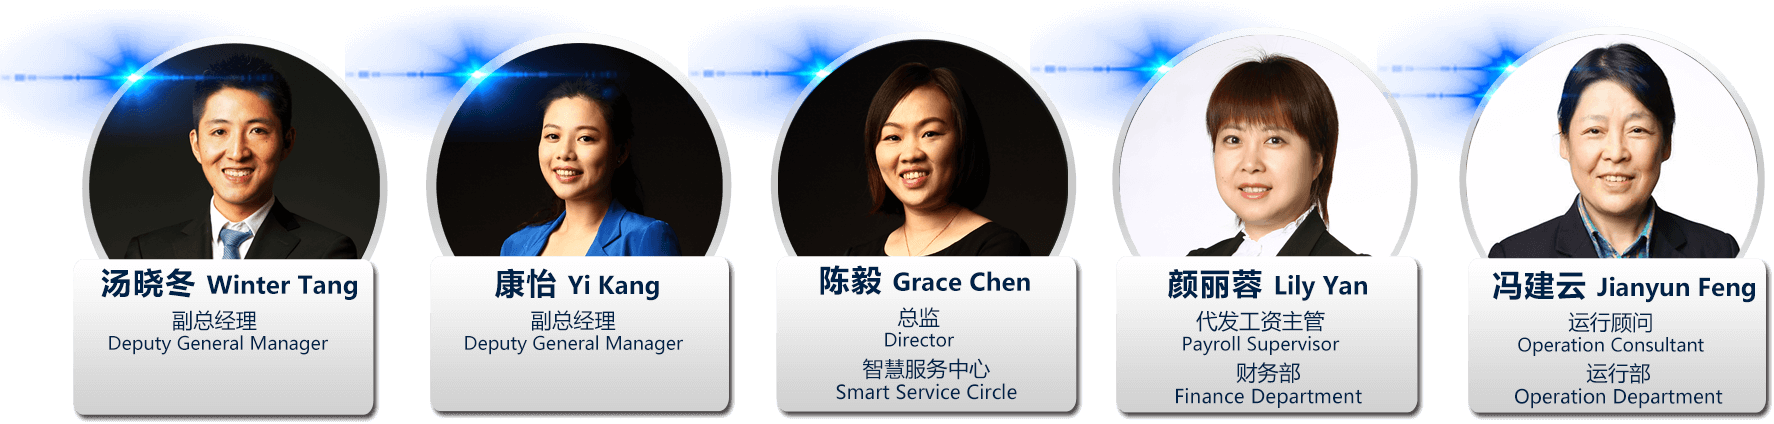 汤晓冬 Winter Tang
副总经理
Deputy General Manager
康怡 Yi Kang
副总经理
Deputy General Manager
陈毅 Grace Chen
总监
Director
智慧服务中心
Smart Service Circle
颜丽蓉 Lily Yan
代发工资主管
Payroll Supervisor
财务部
Finance Department
冯建云 Jianyun Feng
运行顾问
Operation Consultant
运行部
Operation Department